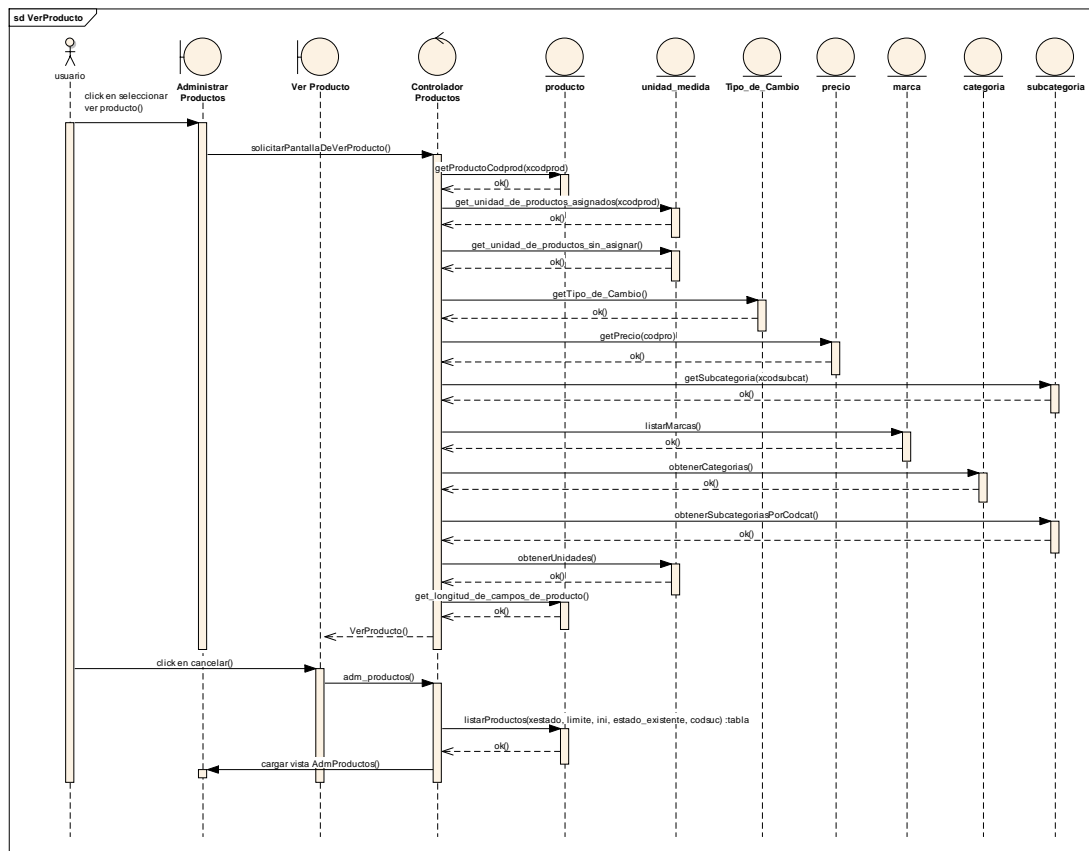 sd VerProducto
usuario
Administrar
Productos
Ver Producto
Controlador
Productos
producto
unidad_medida
Tipo_de_Cambio
precio
marca
categoria
subcategoria
click en seleccionar
ver producto()
solicitarPantallaDeVerProducto()
getProductoCodprod(xcodprod)
ok()
get_unidad_de_productos_asignados(xcodprod)
ok()
get_unidad_de_productos_sin_asignar()
ok()
getTipo_de_Cambio()
ok()
getPrecio(codpro)
ok()
getSubcategoria(xcodsubcat)
ok()
listarMarcas()
ok()
obtenerCategorias()
ok()
obtenerSubcategoriasPorCodcat()
ok()
obtenerUnidades()
ok()
get_longitud_de_campos_de_producto()
ok()
VerProducto()
click en cancelar()
adm_productos()
listarProductos(xestado, limite, ini, estado_existente, codsuc) :tabla
ok()
cargar vista AdmProductos()